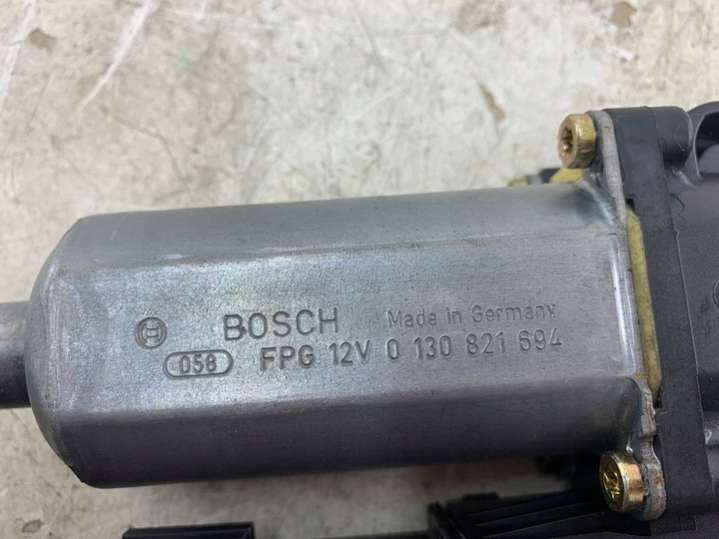 BOSCH Made in Germany
058 FPG 12V 0 130 821 694